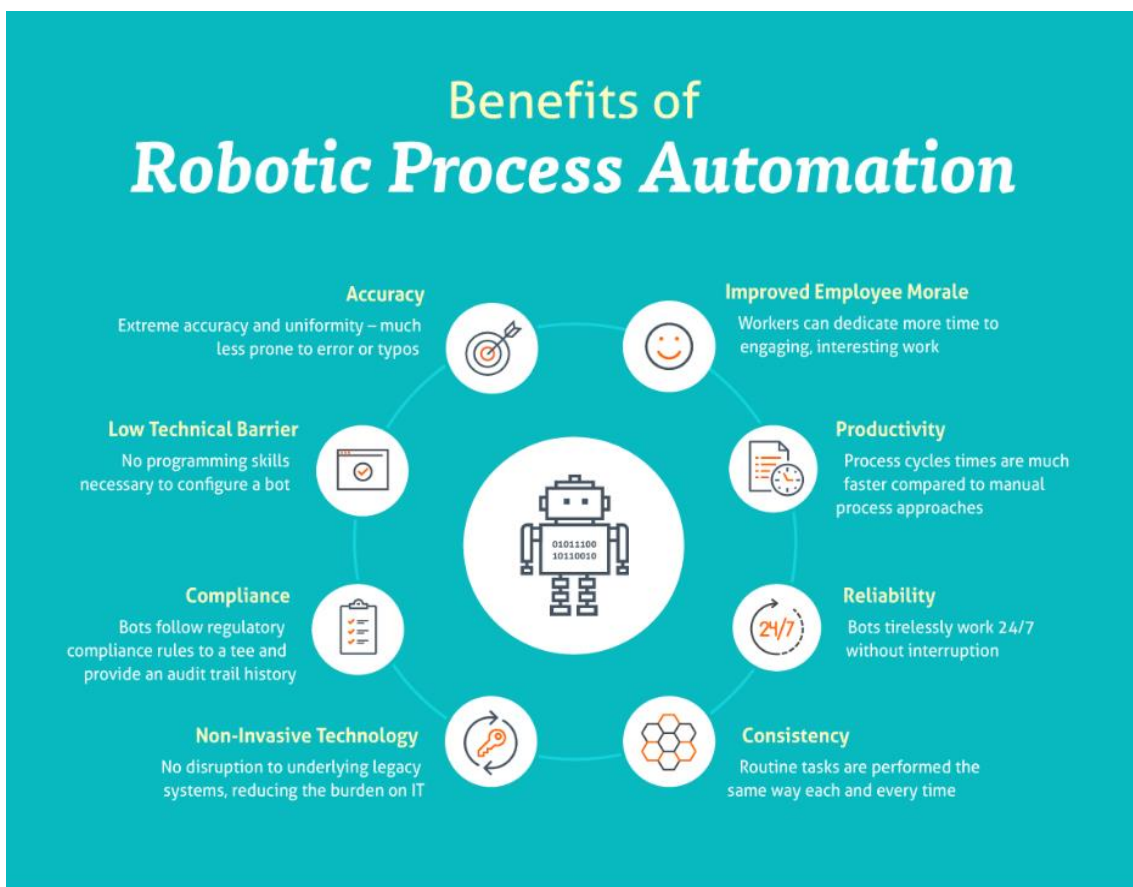 Benefits of
Robotic Process Automation
Accuracy
Extreme accuracy and uniformity – much
less prone to error or typos
Improved Employee Morale
Workers can dedicate more time to
engaging, interesting work
Low Technical Barrier
No programming skills
necessary to configure a bot
Productivity
Process cycles times are much
faster compared to manual
process approaches
01011100
10110010
Compliance
Bots follow regulatory
compliance rules to a tee and
provide an audit trail history
Reliability
24/7
Bots tirelessly work 24/7
without interruption
Non-Invasive Technology
No disruption to underlying legacy
systems, reducing the burden on IT
Consistency
Routine tasks are performed the
same way each and every time